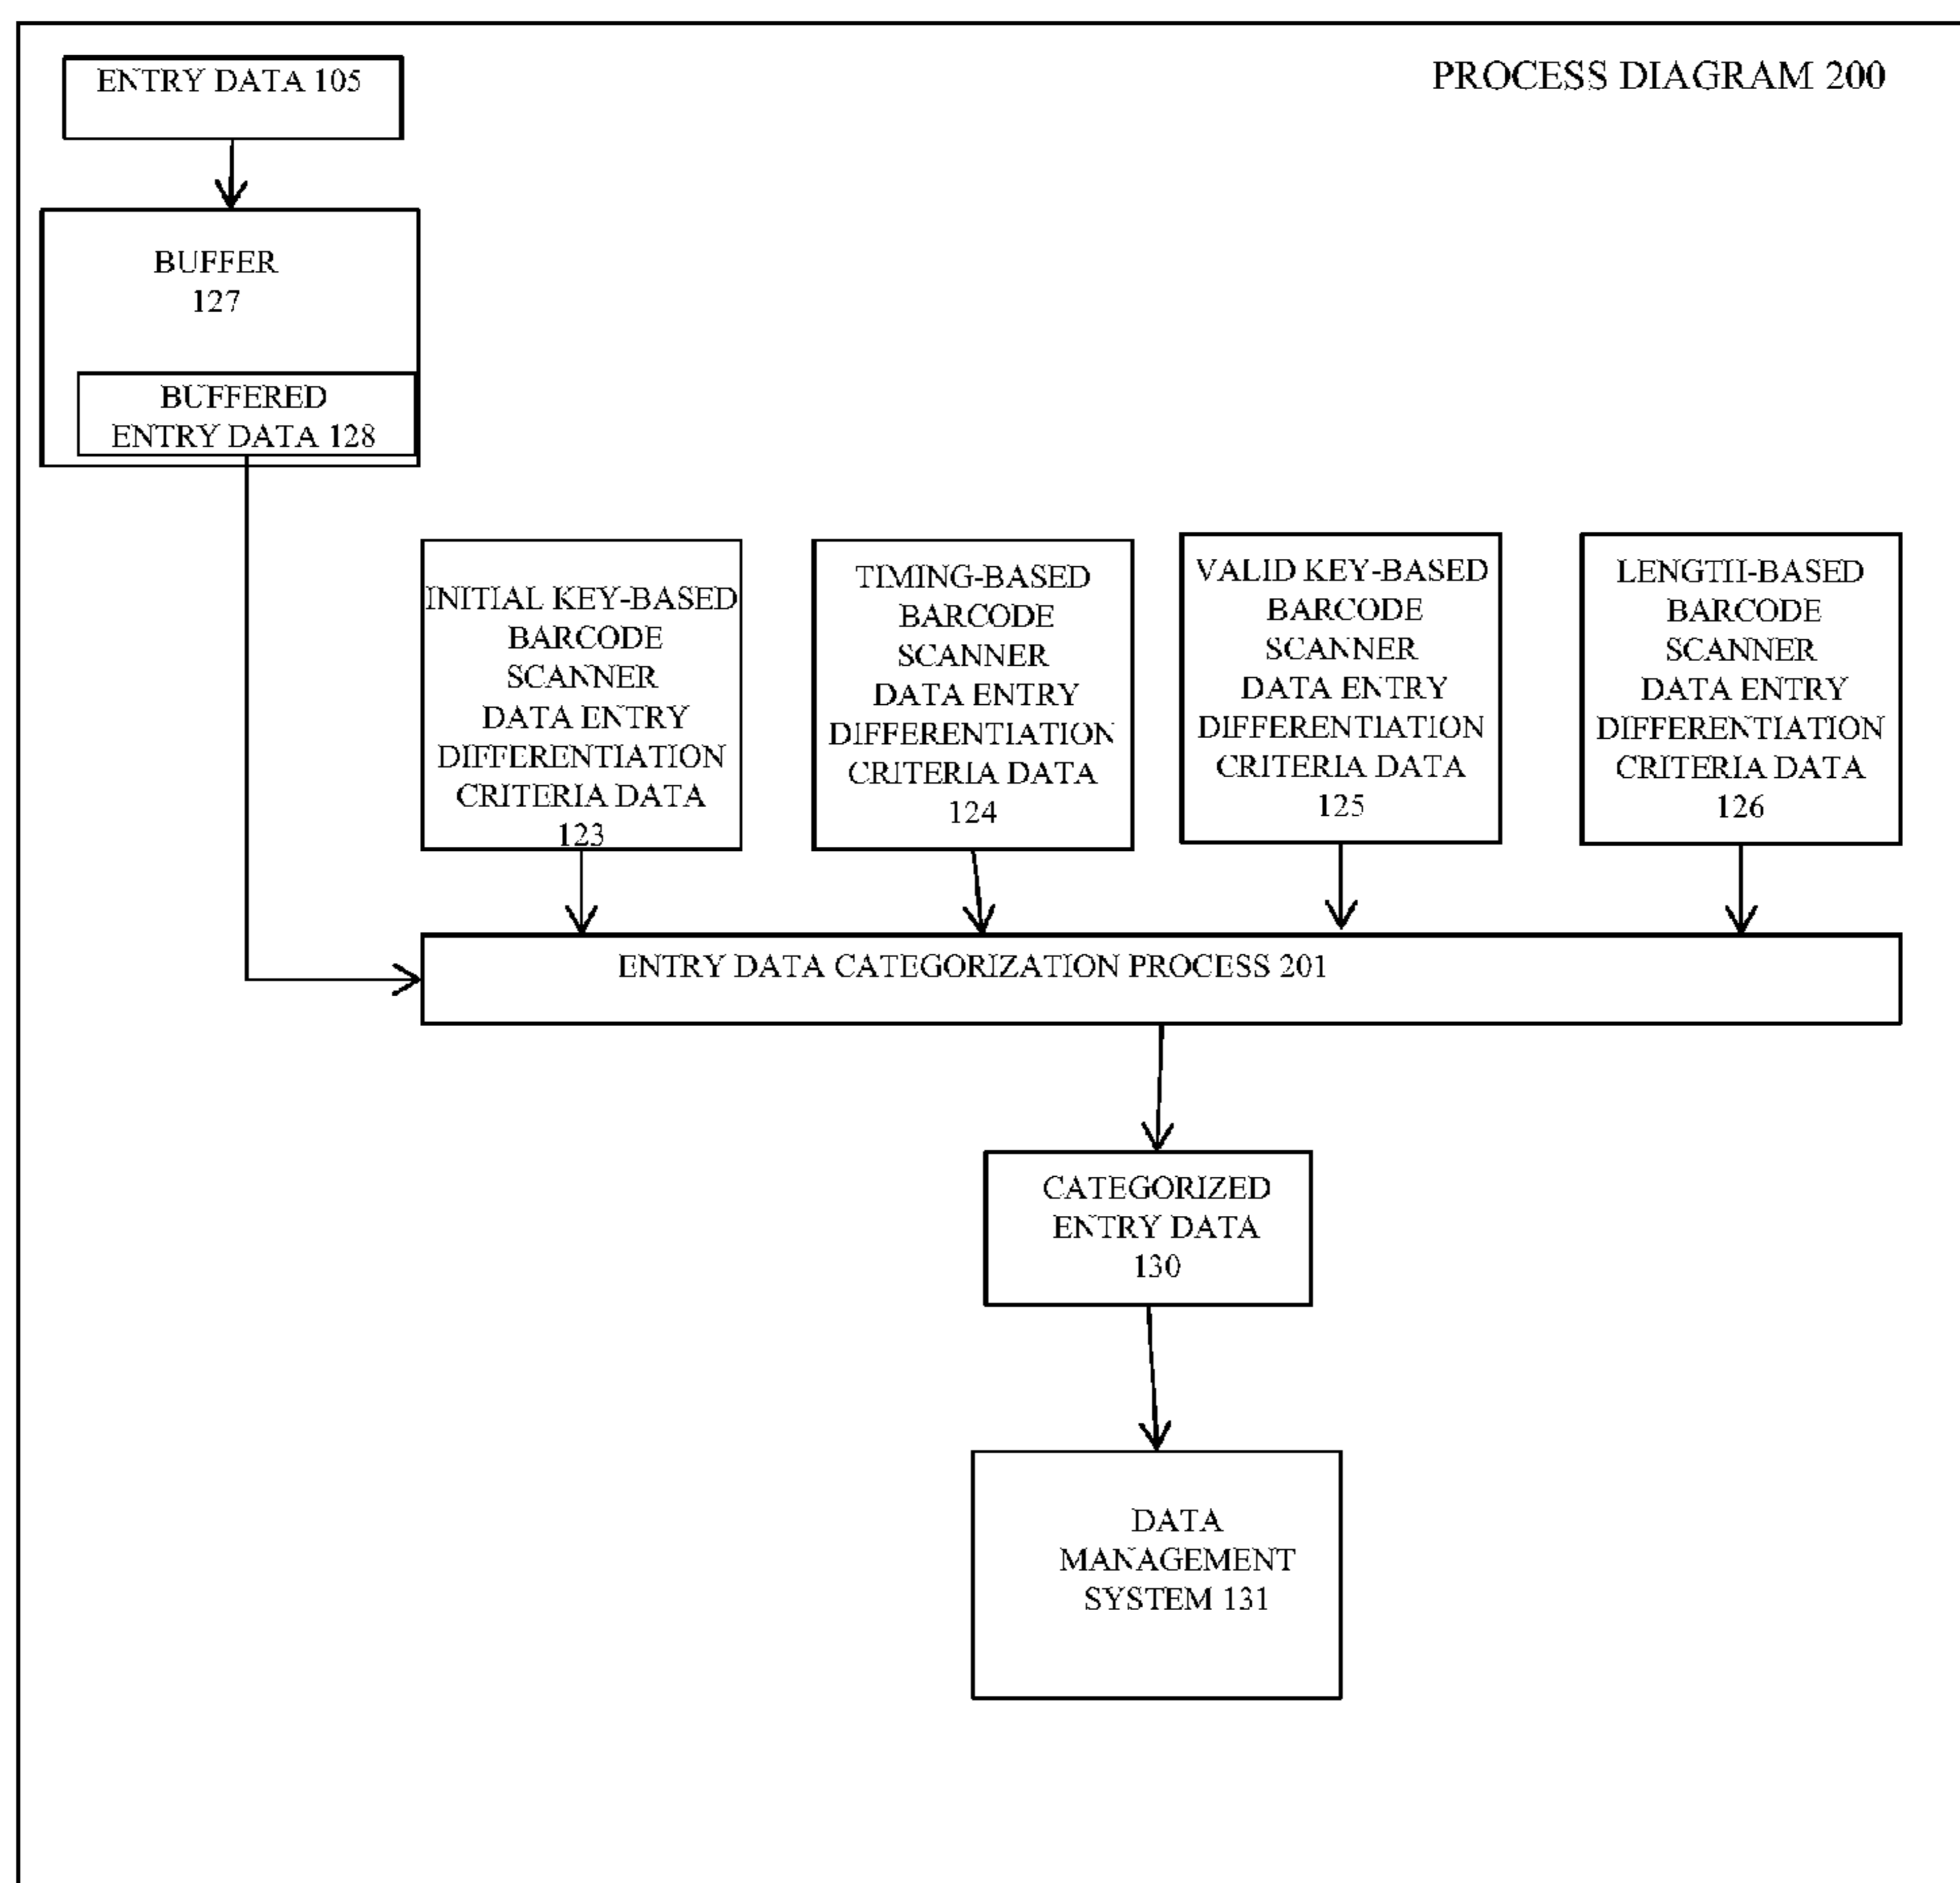 PROCESS DIAGRAM 200
ENTRY DATA 105
BUFFER
127
BUFFERED
ENTRY DATA 128
INITIAL KEY-BASED
BARCODE
SCANNER
DATA ENTRY
DIFFERENTIATION
CRITERIA DATA
123
TIMING-BASED
BARCODE
SCANNER
DATA ENTRY
DIFFERENTIATION
CRITERIA DATA
124
VALID KEY-BASED
BARCODE
SCANNER
DATA ENTRY
DIFFERENTIATION
CRITERIA DATA
125
LENGTH-BASED
BARCODE
SCANNER
DATA ENTRY
DIFFERENTIATION
CRITERIA DATA
126
ENTRY DATA CATEGORIZATION PROCESS 201
CATEGORIZED
ENTRY DATA
130
DATA
MANAGEMENT
SYSTEM 131